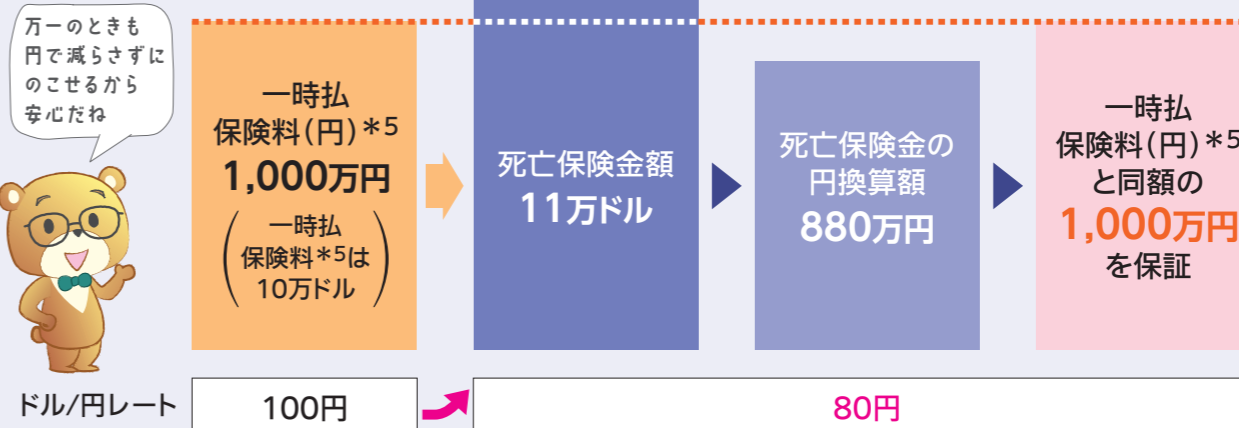 万一のときも
円で減らさずに
のこせるから
安心だね
一時払
保険料(円)*5
1,000万円
一時払
保険料*5は
10万ドル
死亡保険金額
11万ドル
死亡保険金の
円換算額
880万円
一時払
保険料(円)*5
と同額の
1,000万円
を保証
ドル/円レート
100円
80円